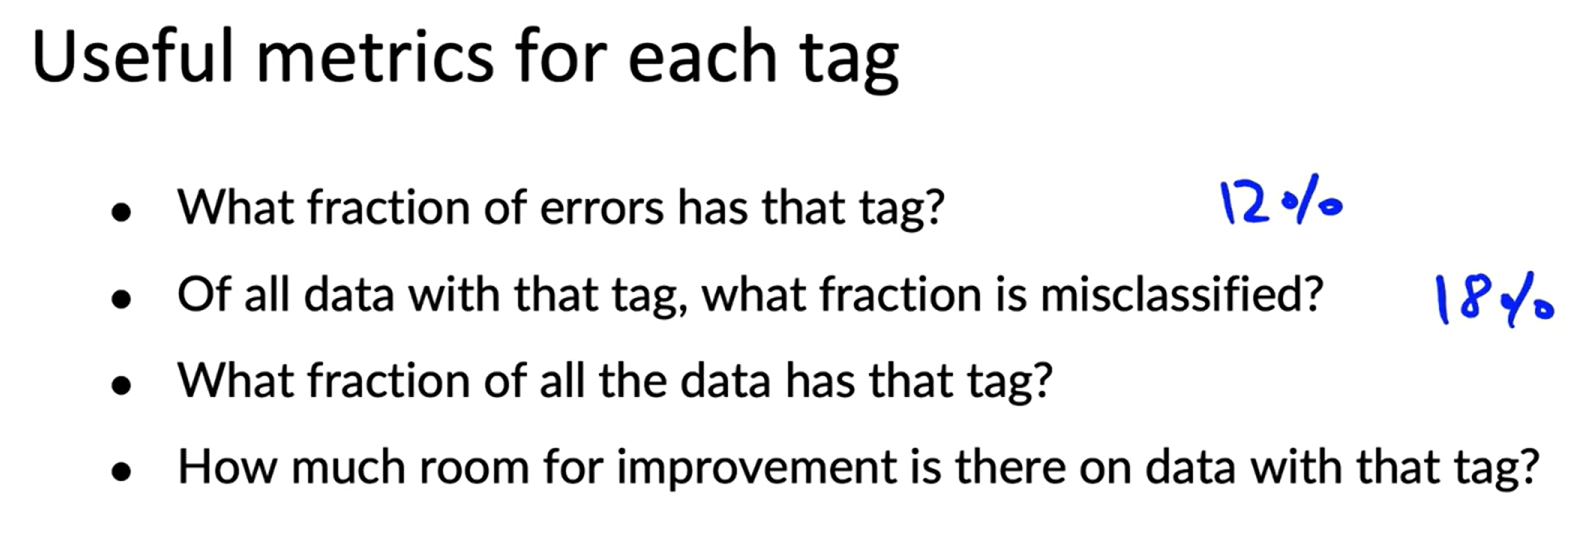 Useful metrics for each tag
• What fraction of errors has that tag? 12%
• Of all data with that tag, what fraction is misclassified? 18%
• What fraction of all the data has that tag?
• How much room for improvement is there on data with that tag?